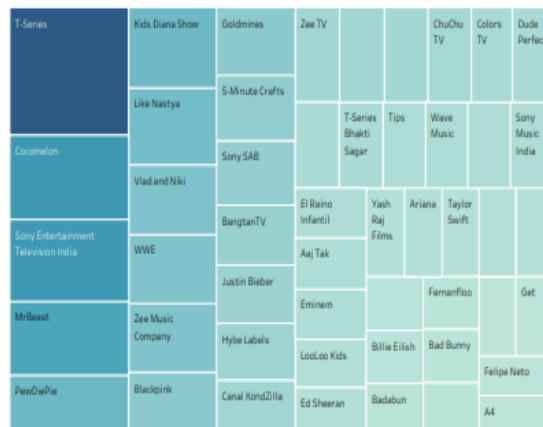 T-Series
Cocomelon
Sony Entertainment
Television India
MrBeast
PewDiePie
Kids Diana Show
Like Nastya
Vlad and Niki
WWE
Zee Music
Company
Blackpink
Goldmines
5-Minute Crafts
Sony SAB
BangtanTV
Justin Bieber
Hybe Labels
Canal KondZilla
Zee TV
ChuChu
TV
Colors
TV
Dude
Perfec
T-Series
Bhakti
Sagar
Tips
Wave
Music
Sony
Music
India
El Reino
Infantil
Aaj Tak
Eminem
LooLoo Kids
Ed Sheeran
Yash
Raj
Films
Ariana
Taylor
Swift
Fernanfloo
Get
Billie Eilish
Bad Bunny
Badabun
Felipe Neto
A4